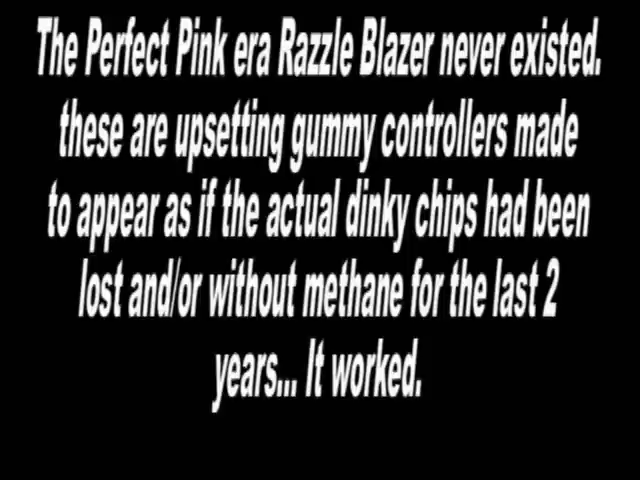 The Perfect Pink era Razzle Blazer never existed.
these are upsetting gummy controllers made
to appear as if the actual dinky chips had been
lost and/or without methane for the last 2
years... It worked.